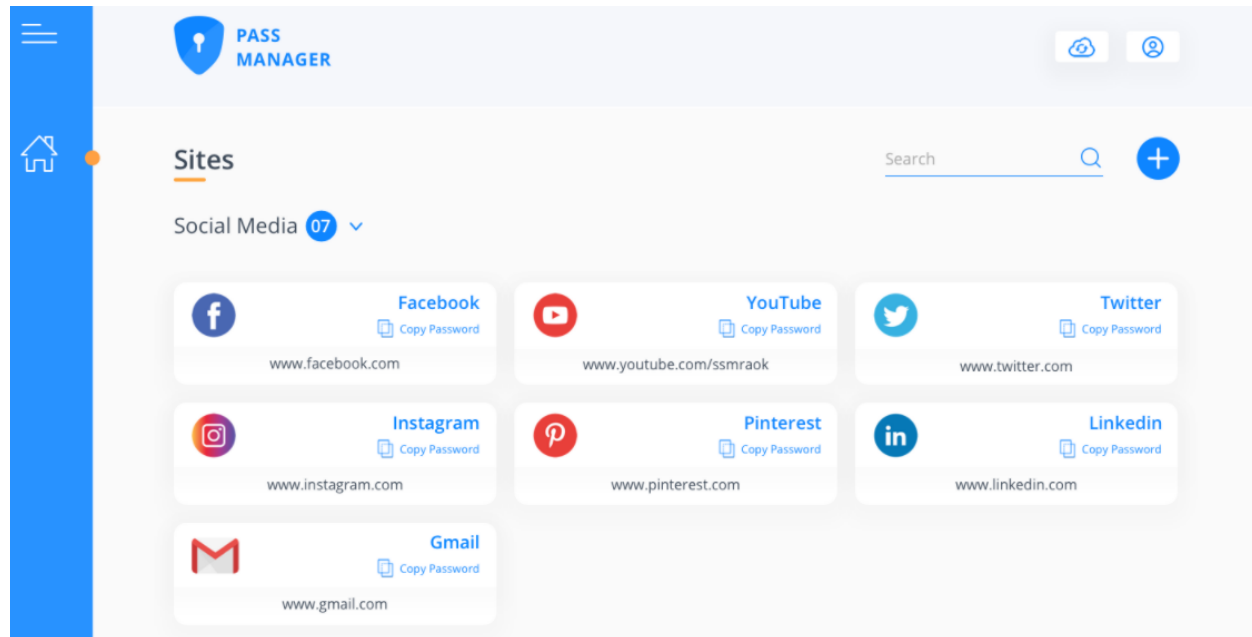 PASS
MANAGER
Sites
Search
Social Media 07
Facebook
Copy Password
www.facebook.com
YouTube
Copy Password
www.youtube.com/ssmraok
Twitter
Copy Password
www.twitter.com
Instagram
Copy Password
www.instagram.com
Pinterest
Copy Password
www.pinterest.com
Linkedin
Copy Password
www.linkedin.com
Gmail
Copy Password
www.gmail.com